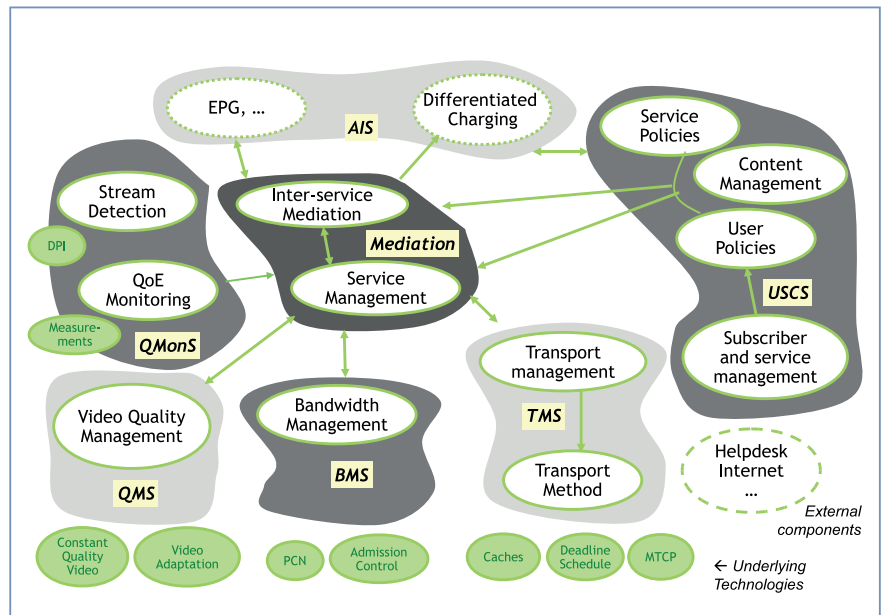 EPG, …
AIS
Differentiated
Charging
Service
Policies
Content
Management
User
Policies
USCS
Subscriber
and service
management
Stream
Detection
DPI
QoE
Monitoring
Measure-
ments
QMonS
Inter-service
Mediation
Mediation
Service
Management
Video Quality
Management
QMS
Bandwidth
Management
BMS
Transport
management
TMS
Transport
Method
Helpdesk
Internet
…
External
components
Constant
Quality
Video
Video
Adaptation
PCN
Admission
Control
Caches
Deadline
Schedule
MTCP
← Underlying
Technologies